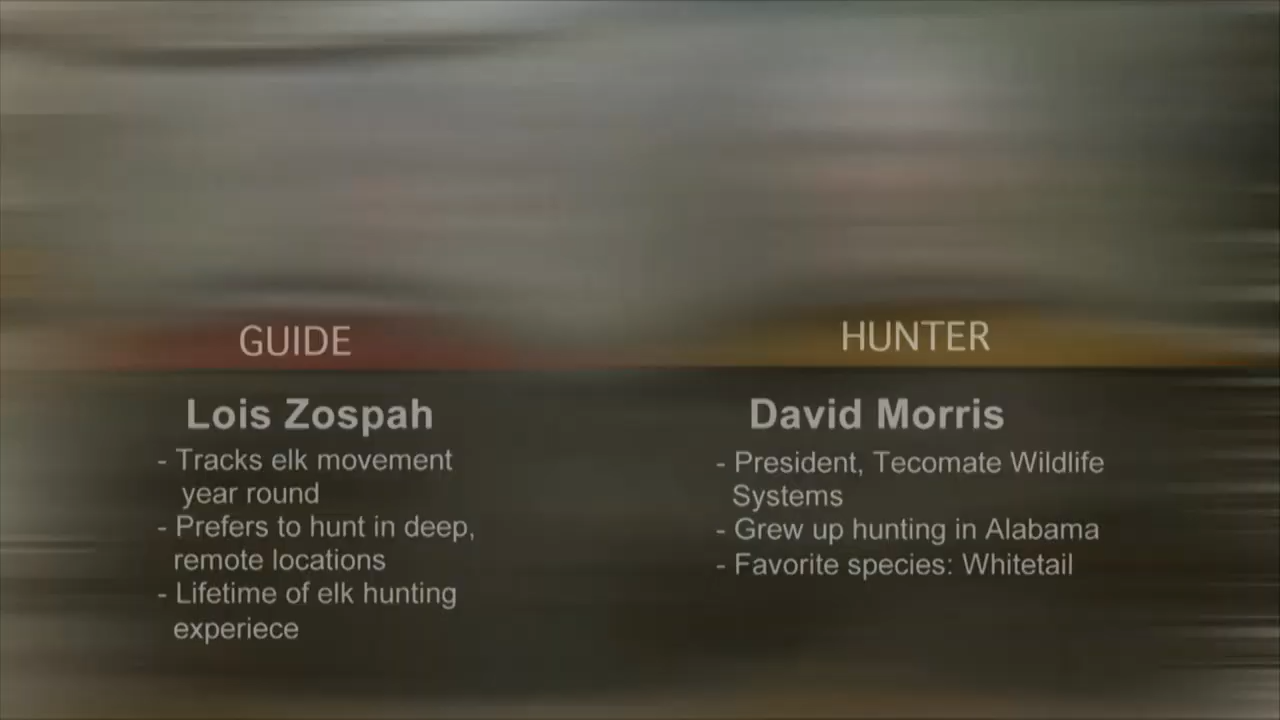 GUIDE
Lois Zospah
- Tracks elk movement
year round
- Prefers to hunt in deep,
remote locations
- Lifetime of elk hunting
experiece
HUNTER
David Morris
- President, Tecomate Wildlife
Systems
- Grew up hunting in Alabama
- Favorite species: Whitetail